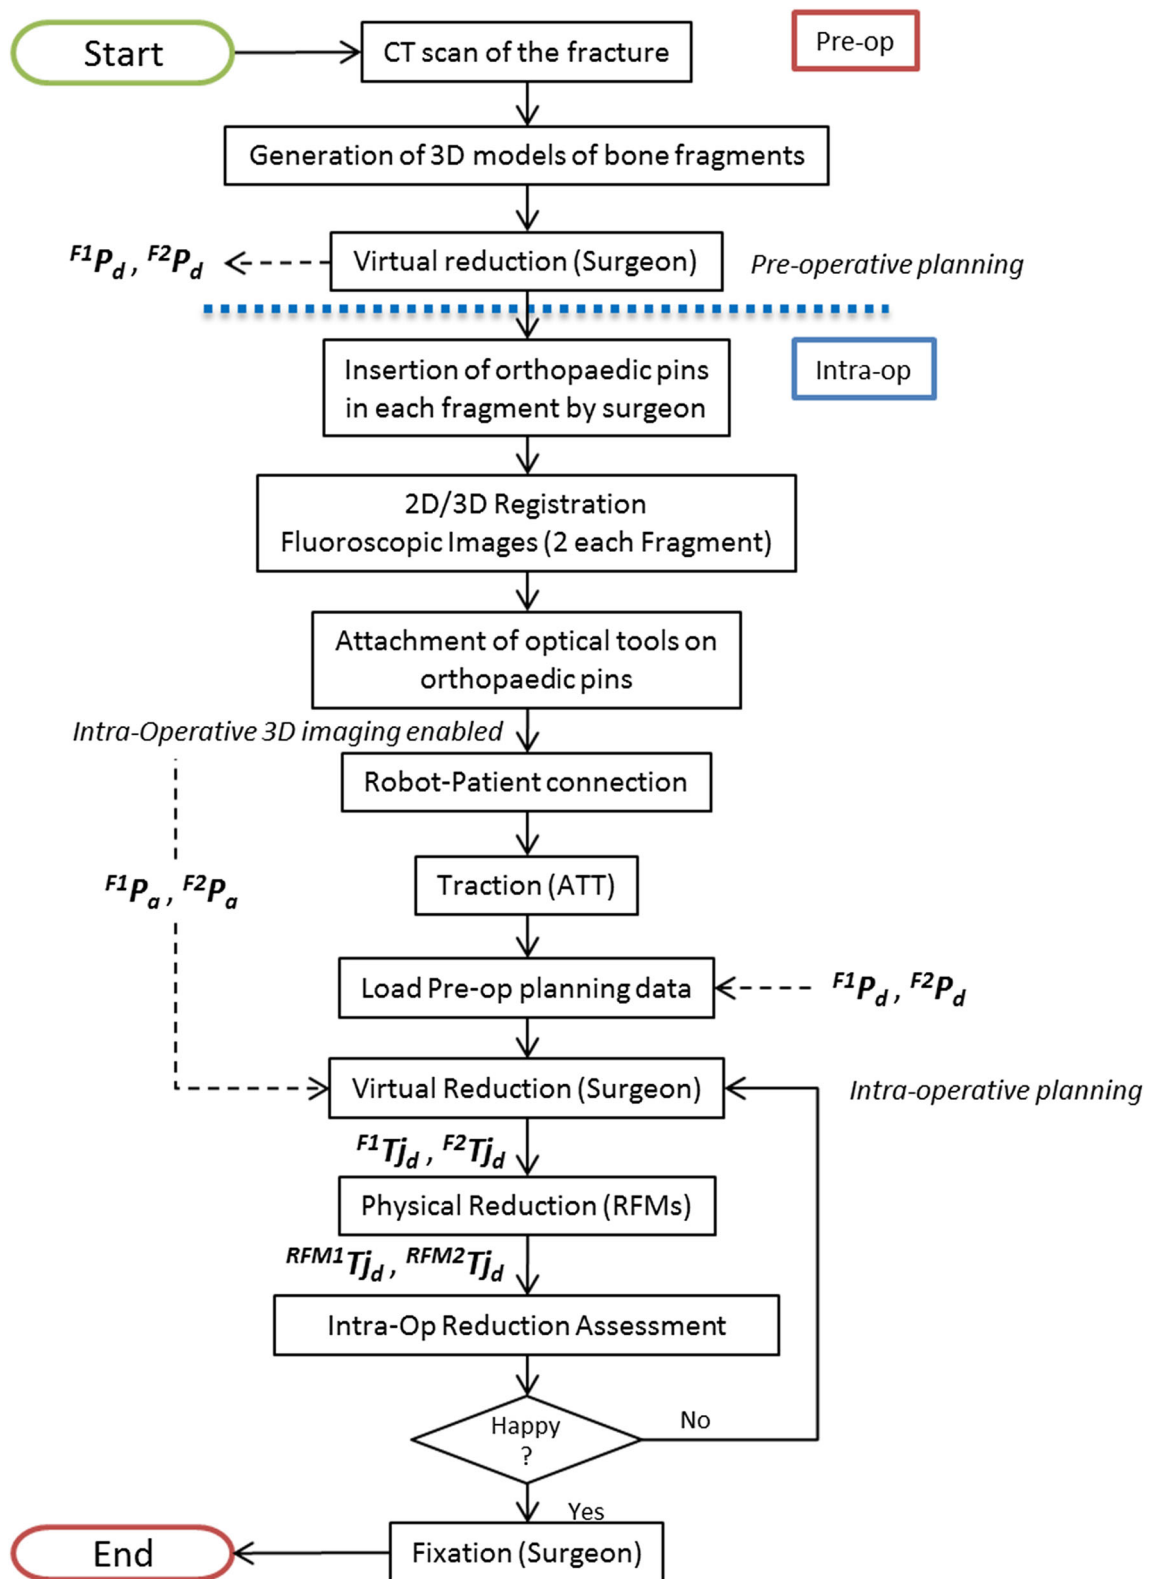 Start
CT scan of the fracture
Pre-op
Generation of 3D models of bone fragments
F1Pd , F2Pd
Virtual reduction (Surgeon)
Pre-operative planning
Insertion of orthopaedic pins
in each fragment by surgeon
Intra-op
2D/3D Registration
Fluoroscopic Images (2 each Fragment)
Attachment of optical tools on
orthopaedic pins
Intra-Operative 3D imaging enabled
Robot-Patient connection
Traction (ATT)
F1Pa , F2Pa
Load Pre-op planning data
F1Pd , F2Pd
Virtual Reduction (Surgeon)
Intra-operative planning
F1Tjd , F2Tjd
Physical Reduction (RFMs)
RFM1Tjd , RFM2Tjd
Intra-Op Reduction Assessment
Happy
?
No
Yes
Fixation (Surgeon)
End